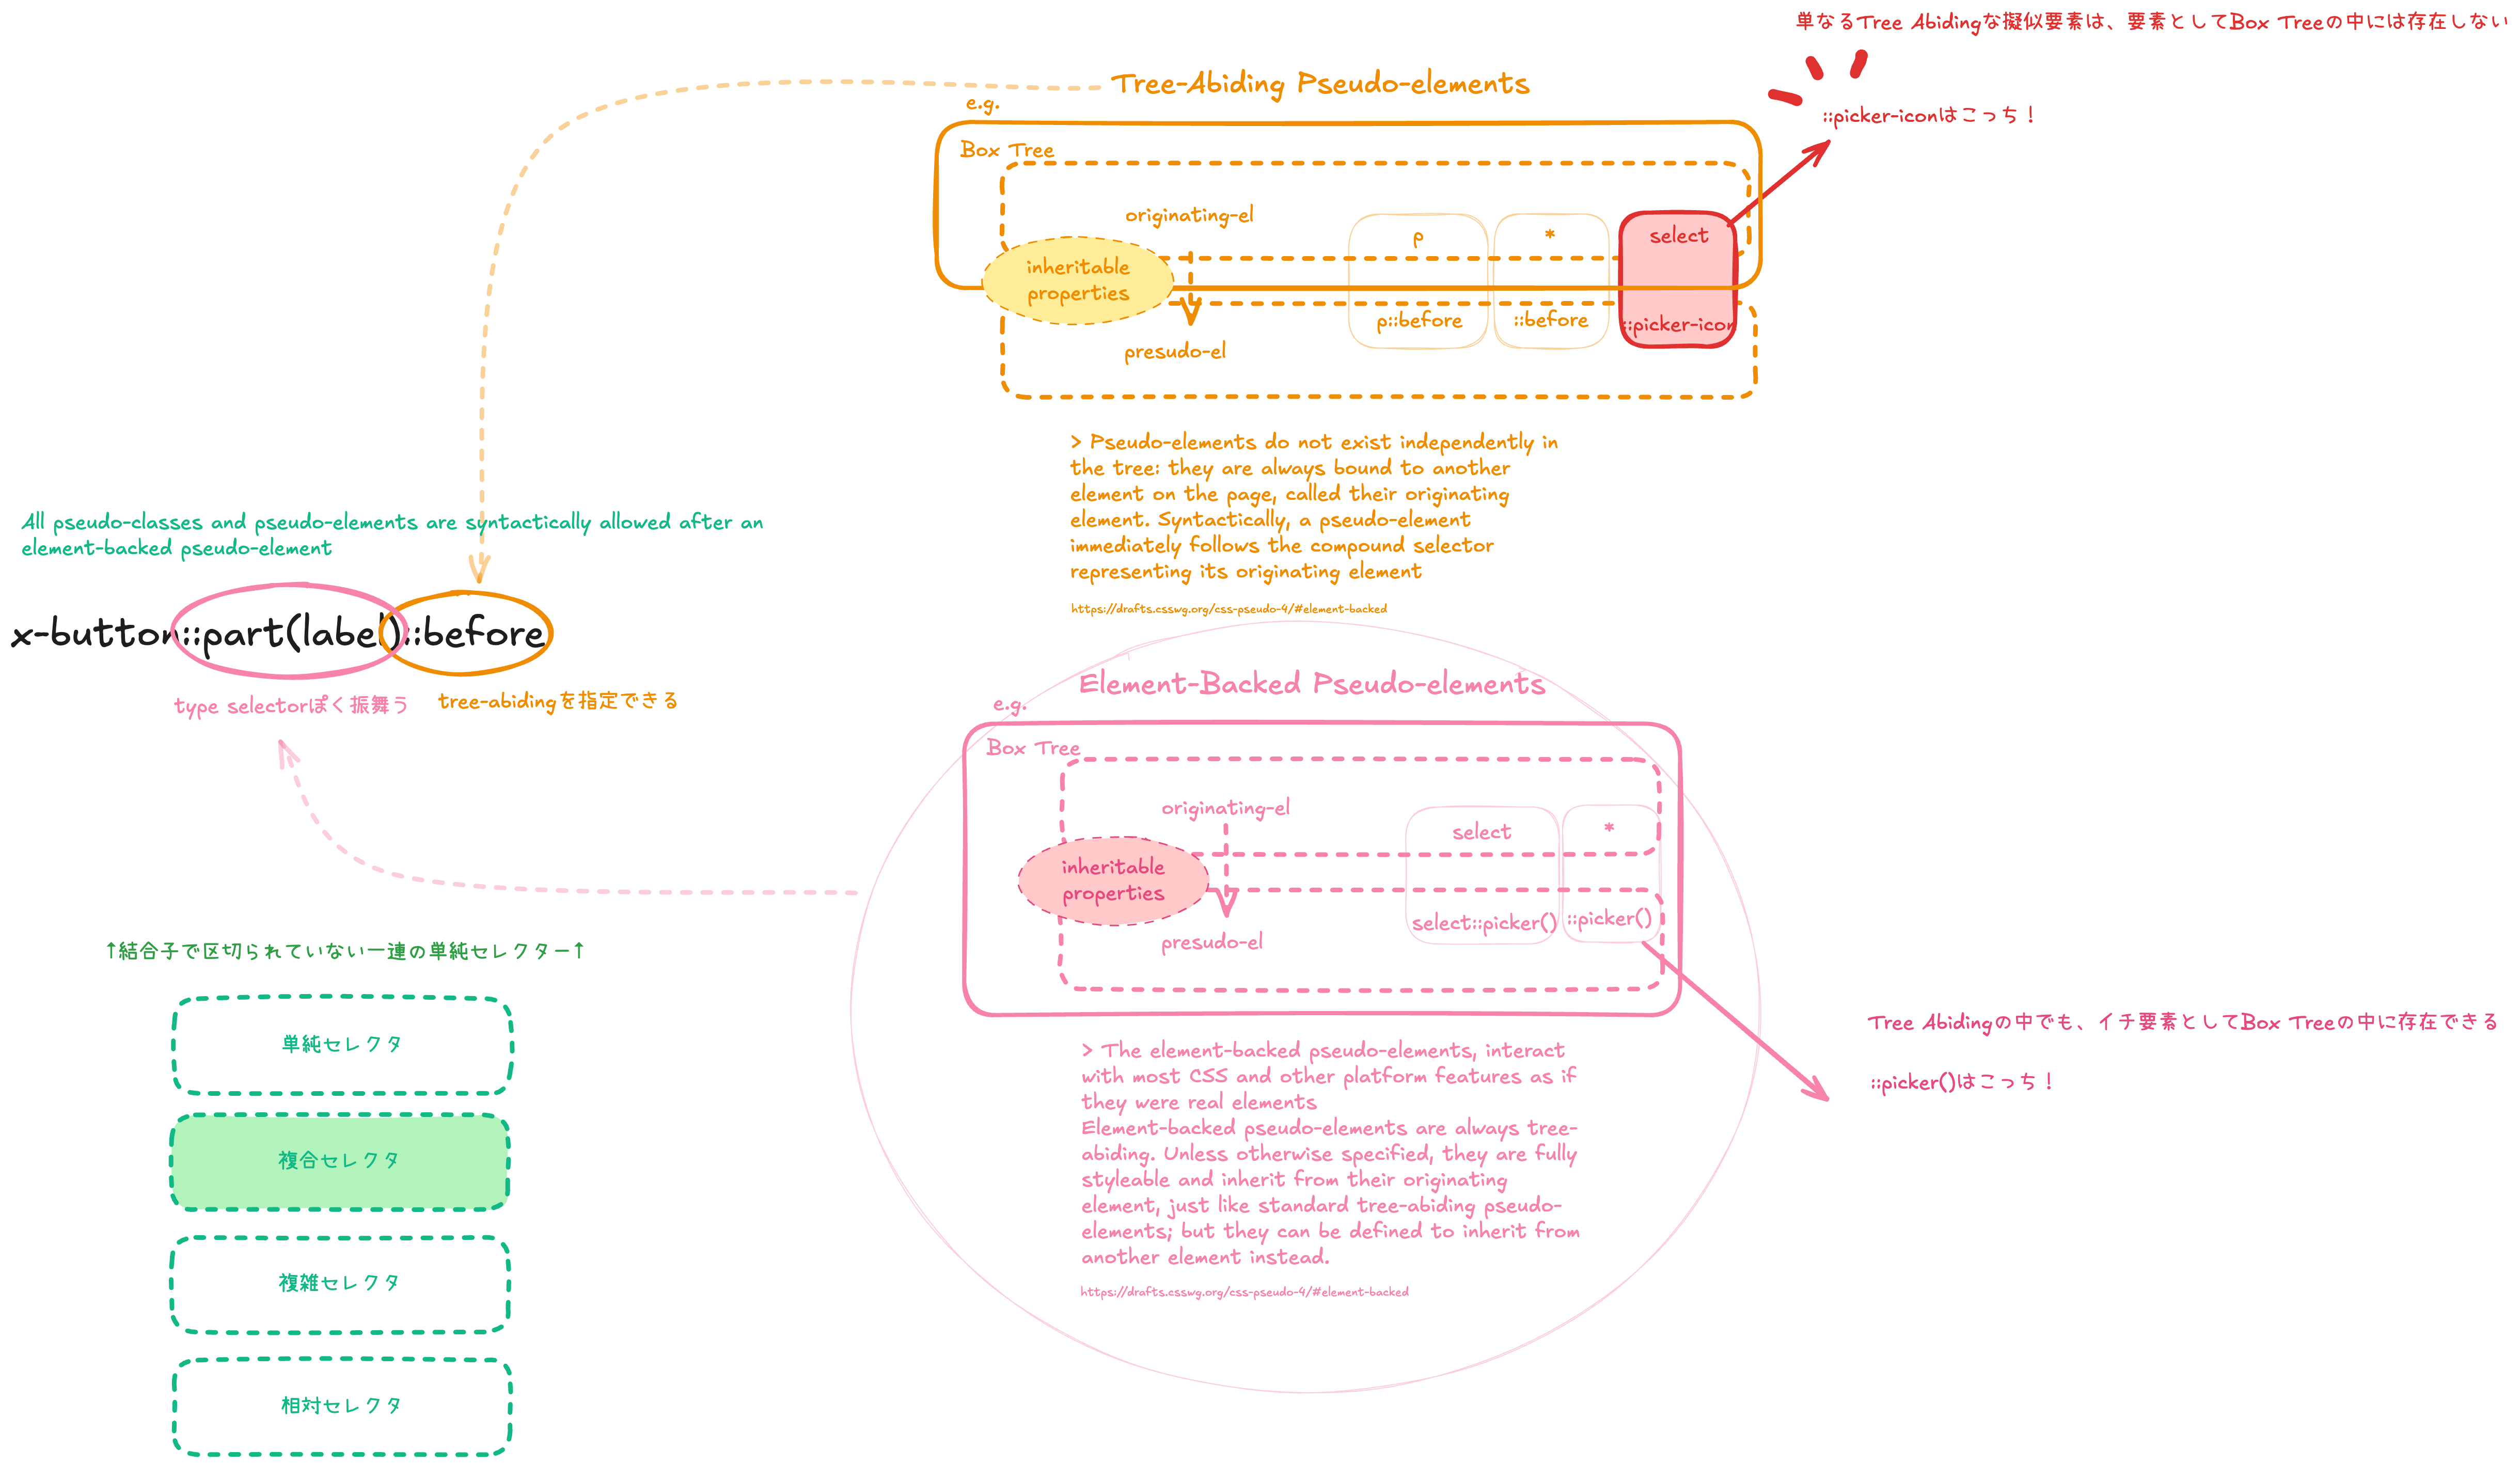 単なるTree Abidingな擬似要素は、要素としてBox Treeの中には存在しない
::picker-iconはこっち！
Tree-Abiding Pseudo-elements
e.g.
Box Tree
originating-el
inheritable
properties
presudo-el
p
p::before
*
::before
select
::picker-icon
> Pseudo-elements do not exist independently in
the tree: they are always bound to another
element on the page, called their originating
element. Syntactically, a pseudo-element
immediately follows the compound selector
representing its originating element
https://drafts.csswg.org/css-pseudo-4/#element-backed
All pseudo-classes and pseudo-elements are syntactically allowed after an
element-backed pseudo-element
x-button::part(label)::before
type selectorぽく振舞う
tree-abidingを指定できる
Element-Backed Pseudo-elements
e.g.
Box Tree
originating-el
inheritable
properties
presudo-el
select
select::picker()
*
::picker()
Tree Abidingの中でも、イチ要素としてBox Treeの中に存在できる
::picker()はこっち！
> The element-backed pseudo-elements, interact
with most CSS and other platform features as if
they were real elements
Element-backed pseudo-elements are always tree-
abiding. Unless otherwise specified, they are fully
styleable and inherit from their originating
element, just like standard tree-abiding pseudo-
elements; but they can be defined to inherit from
another element instead.
https://drafts.csswg.org/css-pseudo-4/#element-backed
↑結合子で区切られていない一連の単純セレクター↑
単純セレクタ
複合セレクタ
複雑セレクタ
相対セレクタ